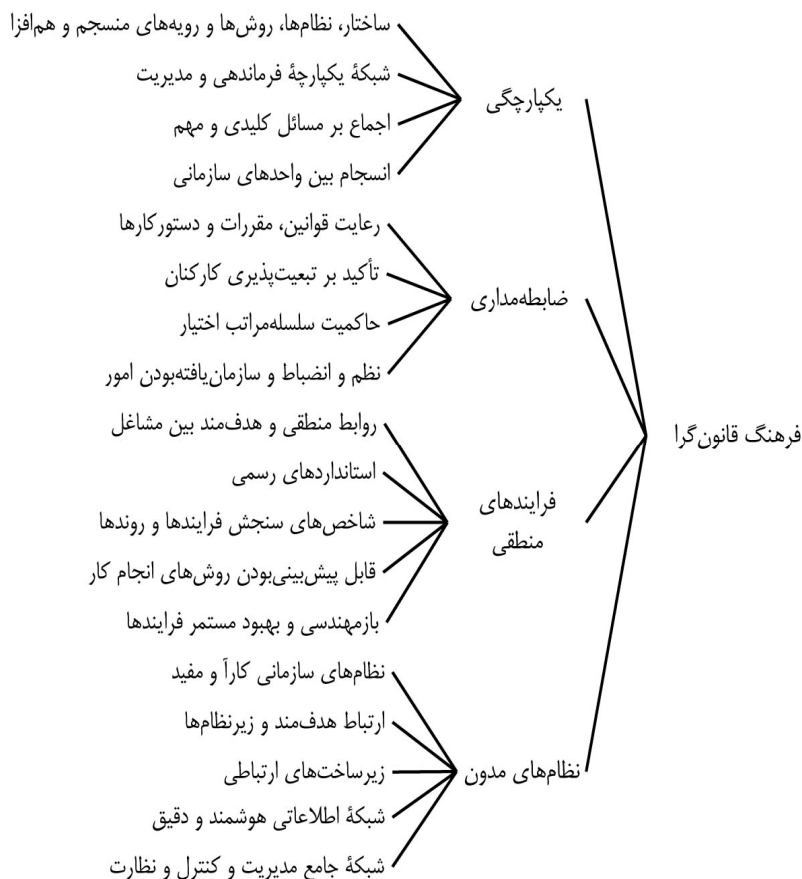 فرهنگ قانون‌گرا
یکپارچگی
ساختار، نظام‌ها، روش‌ها و رویه‌های منسجم و هم‌افزا
شبکهٔ یکپارچهٔ فرماندهی و مدیریت
اجماع بر مسائل کلیدی و مهم
انسجام بین واحدهای سازمانی
ضابطه‌مداری
رعایت قوانین، مقررات و دستورکارها
تأکید بر تبعیت‌پذیری کارکنان
حاکمیت سلسله‌مراتب اختیار
نظم و انضباط و سازمان‌یافته‌بودن امور
فرایندهای
منطقی
روابط منطقی و هدف‌مند بین مشاغل
استانداردهای رسمی
شاخص‌های سنجش فرایندها و روندها
قابل پیش‌بینی‌بودن روش‌های انجام کار
بازمهندسی و بهبود مستمر فرایندها
نظام‌های مدون
نظام‌های سازمانی کارآ و مفید
ارتباط هدف‌مند و زیرنظام‌ها
زیرساخت‌های ارتباطی
شبکهٔ اطلاعاتی هوشمند و دقیق
شبکهٔ جامع مدیریت و کنترل و نظارت